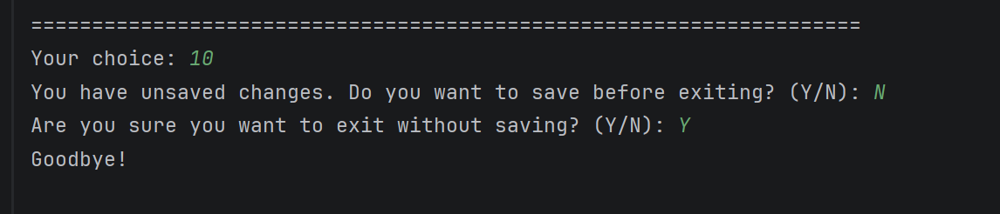 ====================================================================
Your choice: 10
You have unsaved changes. Do you want to save before exiting? (Y/N): N
Are you sure you want to exit without saving? (Y/N): Y
Goodbye!